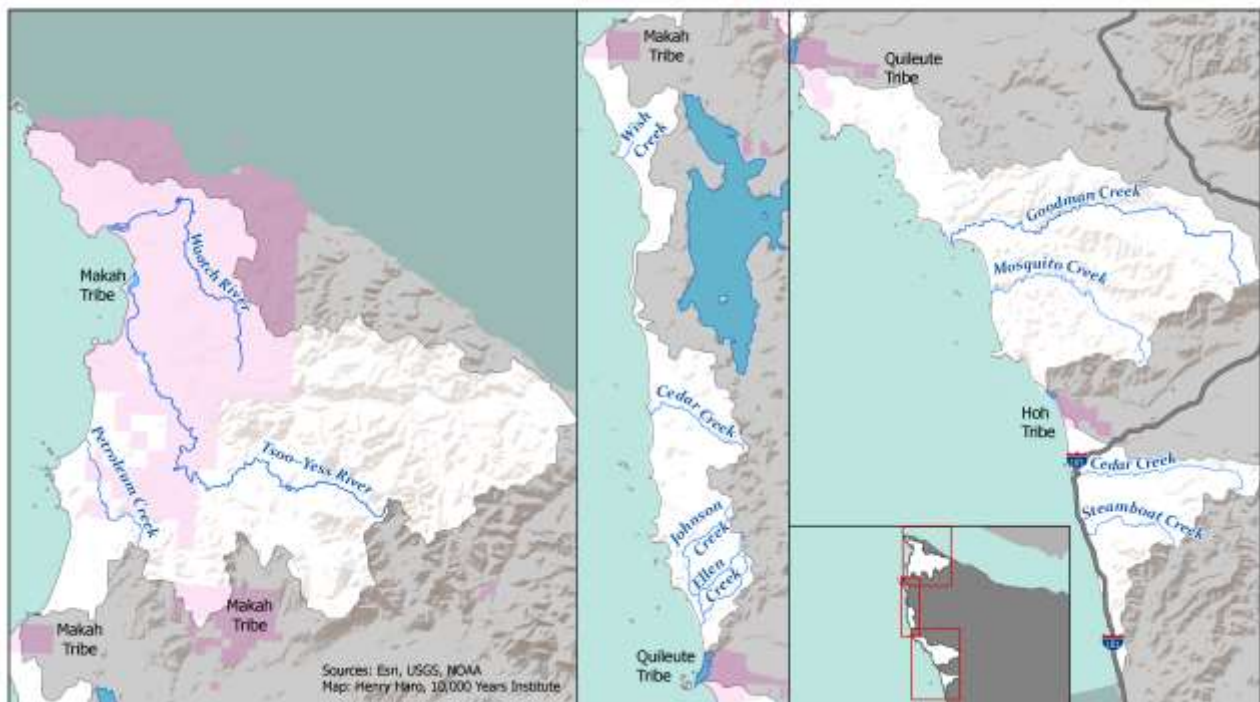 Makah
Tribe
Waatch River
Petroleum Creek
Tsoo-Yess River
Makah
Tribe
Makah
Tribe
Sources: Esri, USGS, NOAA
Map: Henry Haro, 10,000 Years Institute
Makah
Tribe
Wish
Creek
Cedar Creek
Johnson
Creek
Ellen
Creek
Quileute
Tribe
Quileute
Tribe
Goodman Creek
Mosquito Creek
Hoh
Tribe
Cedar Creek
Steamboat Creek